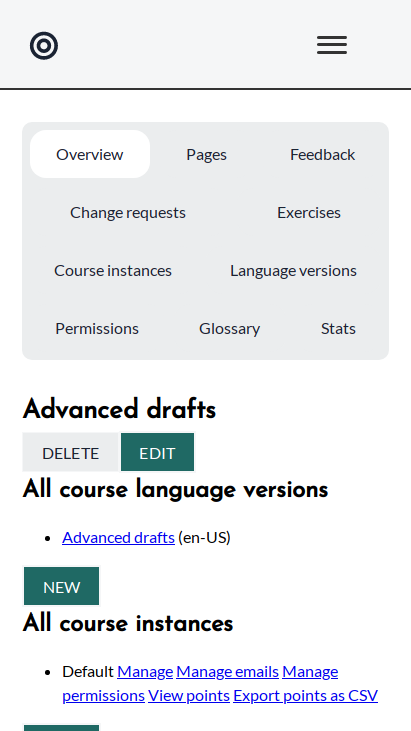 Overview Pages Feedback
Change requests Exercises
Course instances Language versions
Permissions Glossary Stats
Advanced drafts
DELETE EDIT
All course language versions
Advanced drafts (en-US)
NEW
All course instances
Default Manage Manage emails Manage
permissions View points Export points as CSV